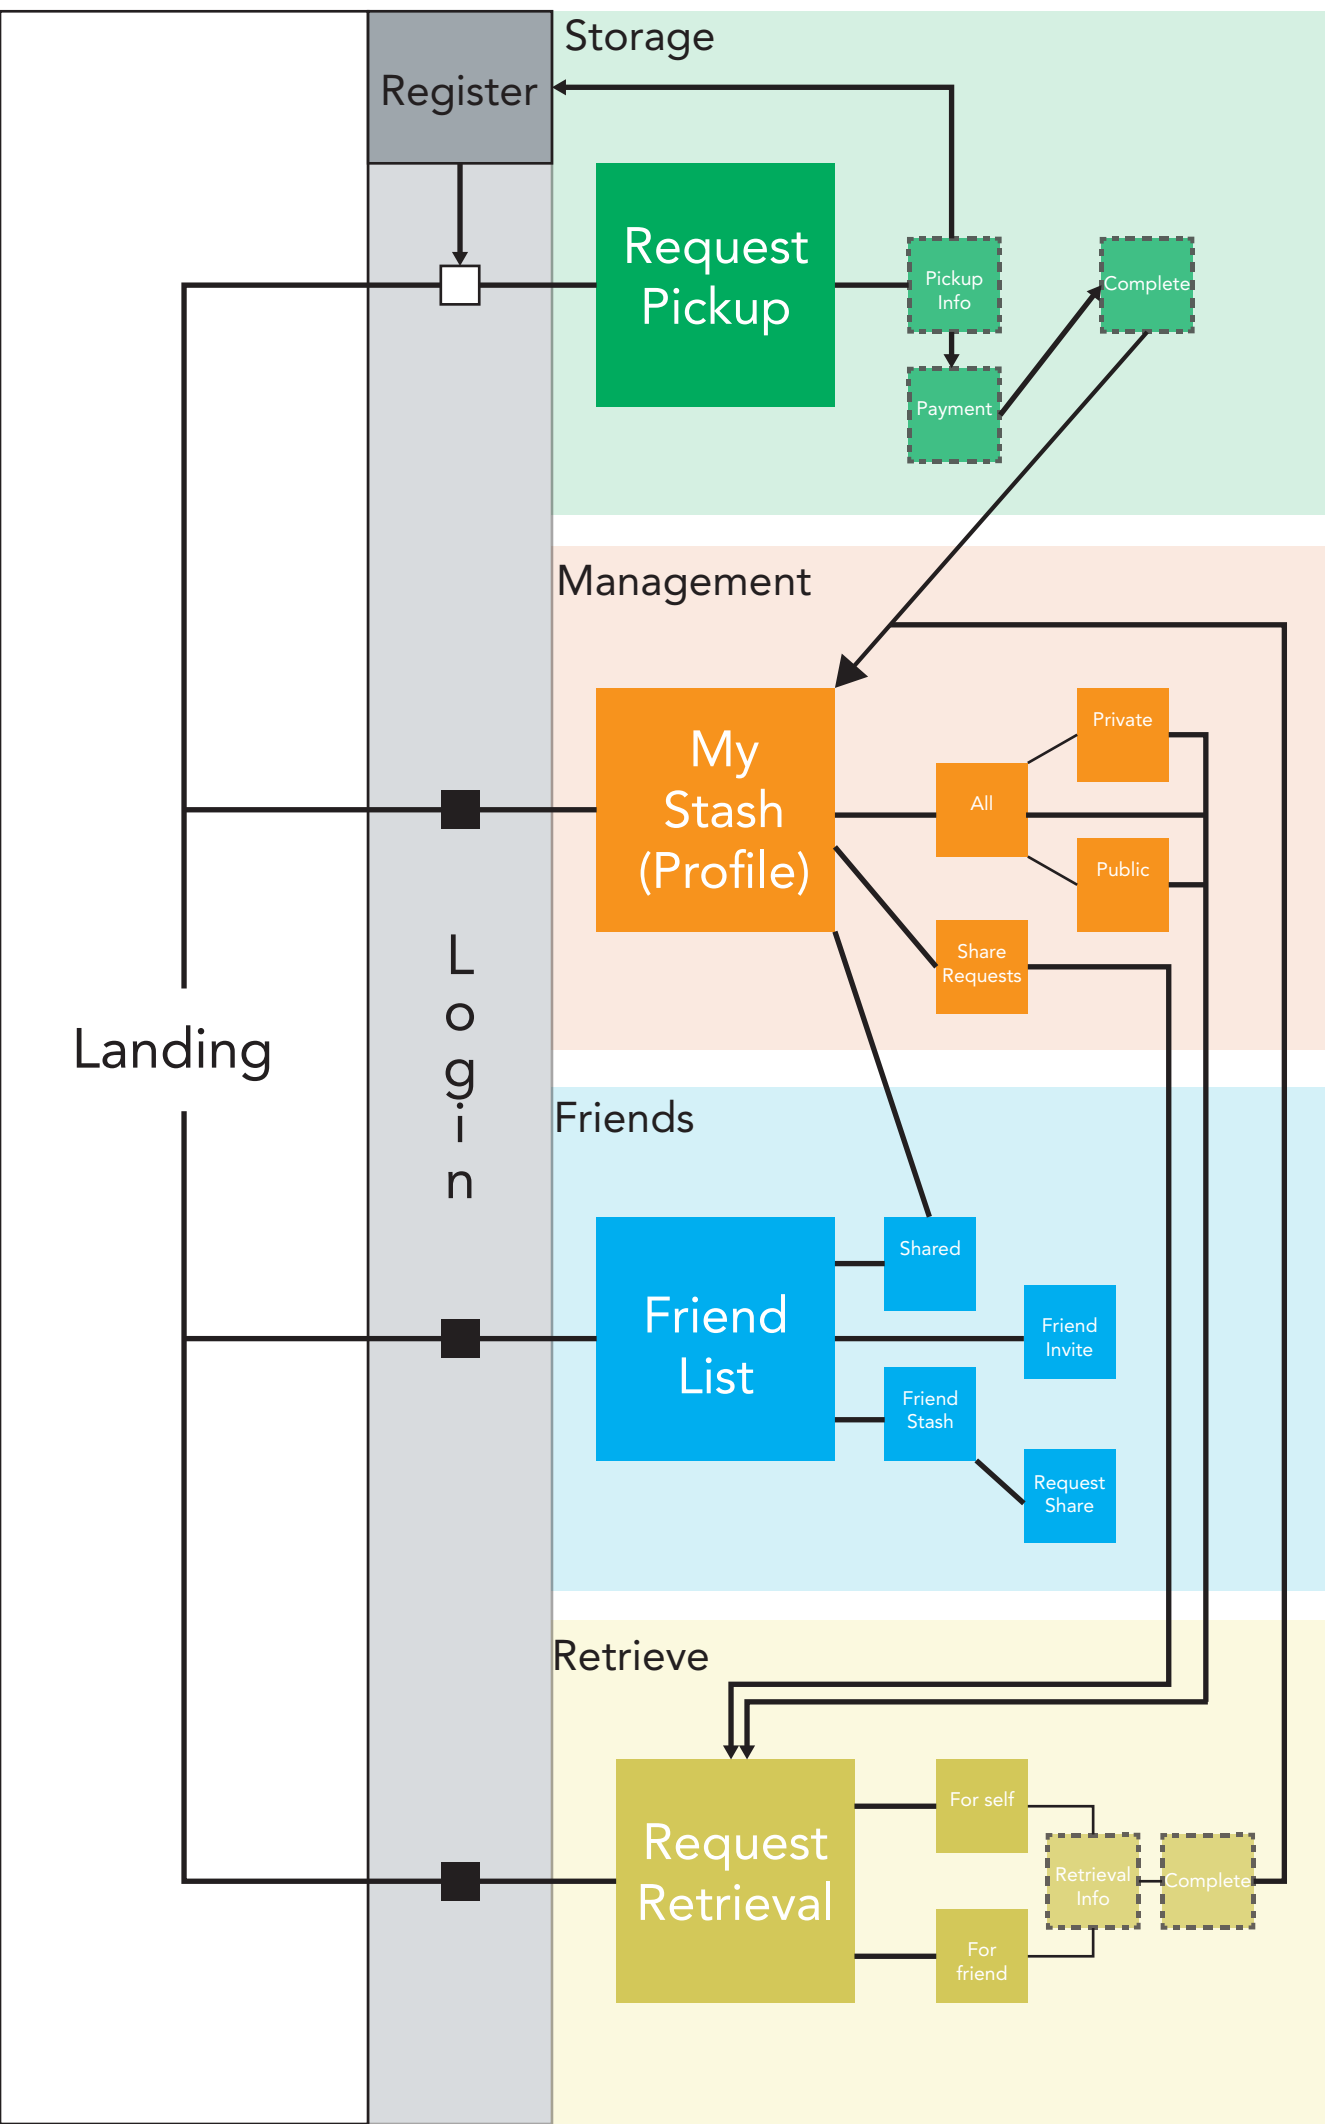 Storage
Register
Request
Pickup
Pickup
Info
Complete
Payment
Management
My
Stash
(Profile)
Private
All
Public
Share
Requests
Landing
L
o
g
i
n
Friends
Shared
Friend
List
Friend
Invite
Friend
Stash
Request
Share
Retrieve
Request
Retrieval
For self
Retrieval
Info
Complete
For
friend